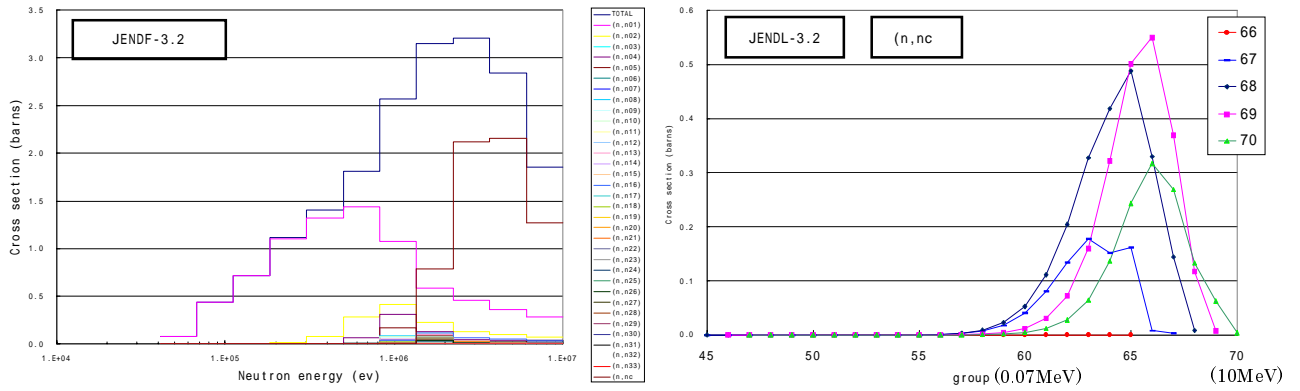 JENDF-3.2
3.5
3.0
2.5
2.0
1.5
1.0
0.5
0.0
Cross section (barns)
1.E+04
1.E+05
1.E+06
1.E+07
Neutron energy (ev)
TOTAL
(n,n01)
(n,n02)
(n,n03)
(n,n04)
(n,n05)
(n,n06)
(n,n07)
(n,n08)
(n,n09)
(n,n10)
(n,n11)
(n,n12)
(n,n13)
(n,n14)
(n,n15)
(n,n16)
(n,n17)
(n,n18)
(n,n19)
(n,n20)
(n,n21)
(n,n22)
(n,n23)
(n,n24)
(n,n25)
(n,n26)
(n,n27)
(n,n28)
(n,n29)
(n,n30)
(n,n31)
(n,n32)
(n,n33)
(n,nc
JENDL-3.2
(n,nc
0.6
0.5
0.4
0.3
0.2
0.1
0.0
Cross section (barns)
45
50
55
60
65
70
group
(0.07MeV)
(10MeV)
66
67
68
69
70